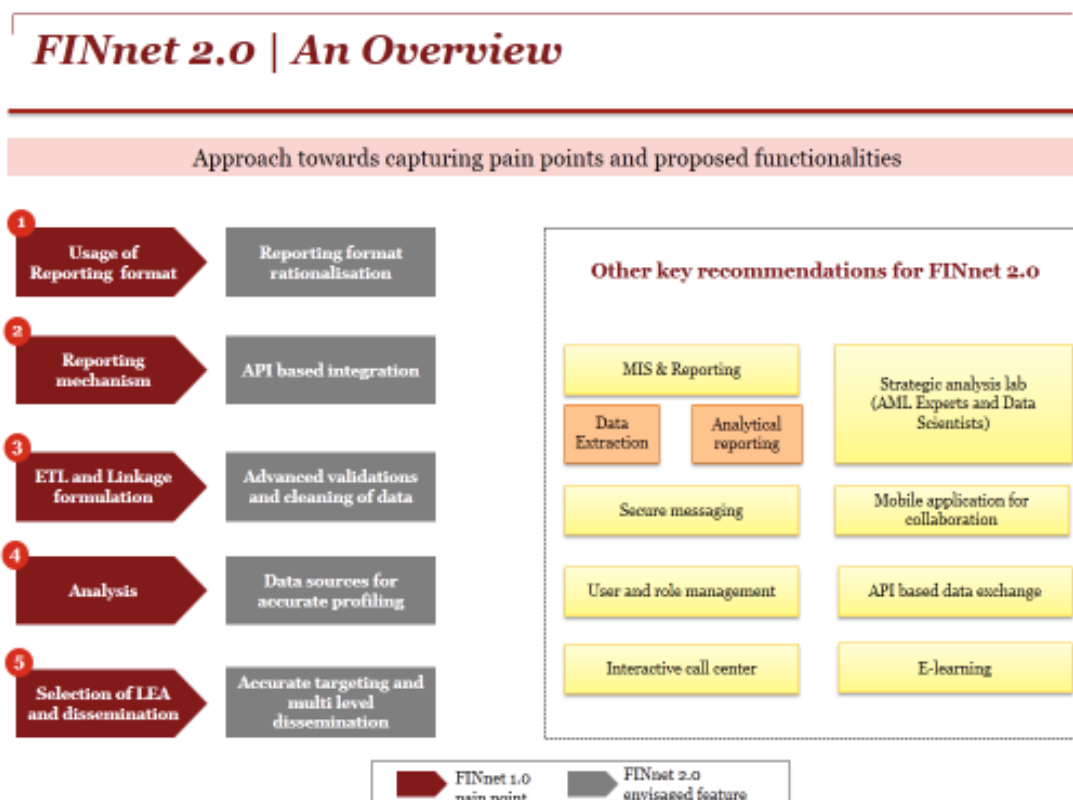 FINnet 2.0 | An Overview
Approach towards capturing pain points and proposed functionalities
1
Usage of
Reporting format
Reporting format
rationalisation
2
Reporting
mechanism
API based integration
3
ETL and Linkage
formulation
Advanced validations
and cleaning of data
4
Analysis
Data sources for
accurate profiling
5
Selection of LEA
and dissemination
Accurate targeting and
multi level
dissemination
Other key recommendations for FINnet 2.0
MIS & Reporting
Data
Extraction
Analytical
reporting
Strategic analysis lab
(AML Experts and Data
Scientists)
Secure messaging
Mobile application for
collaboration
User and role management
API based data exchange
Interactive call center
E-learning
FINnet 1.0
pain point
FINnet 2.0
envisaged feature